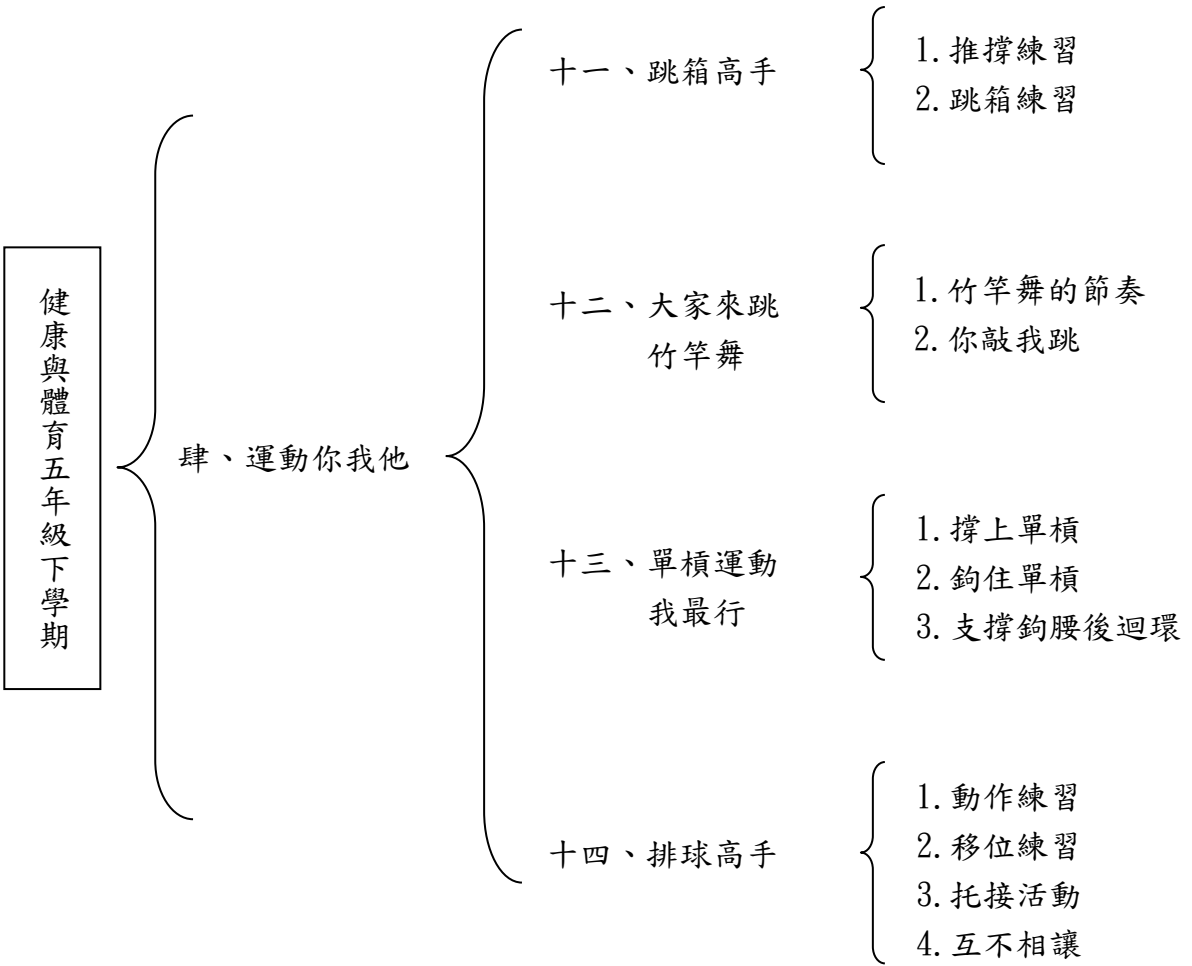 健康與體育五年級下學期
肆、運動你我他
十一、跳箱高手
1.推撐練習
2.跳箱練習
十二、大家來跳
竹竿舞
1.竹竿舞的節奏
2.你敲我跳
十三、單槓運動
我最行
1.撐上單槓
2.鉤住單槓
3.支撐鉤腰後迴環
十四、排球高手
1.動作練習
2.移位練習
3.托接活動
4.互不相讓